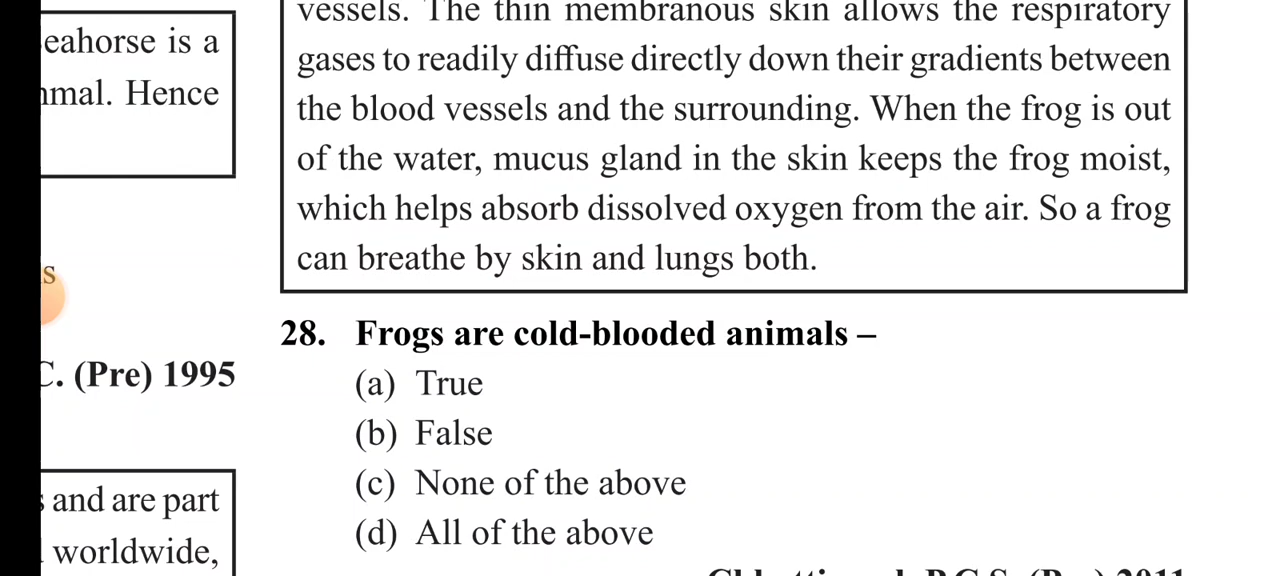 eahorse is a
mal. Hence
s
C. (Pre) 1995
and are part
worldwide,
vessels. The thin membranous skin allows the respiratory
gases to readily diffuse directly down their gradients between
the blood vessels and the surrounding. When the frog is out
of the water, mucus gland in the skin keeps the frog moist,
which helps absorb dissolved oxygen from the air. So a frog
can breathe by skin and lungs both.
28. Frogs are cold-blooded animals –
(a) True
(b) False
(c) None of the above
(d) All of the above